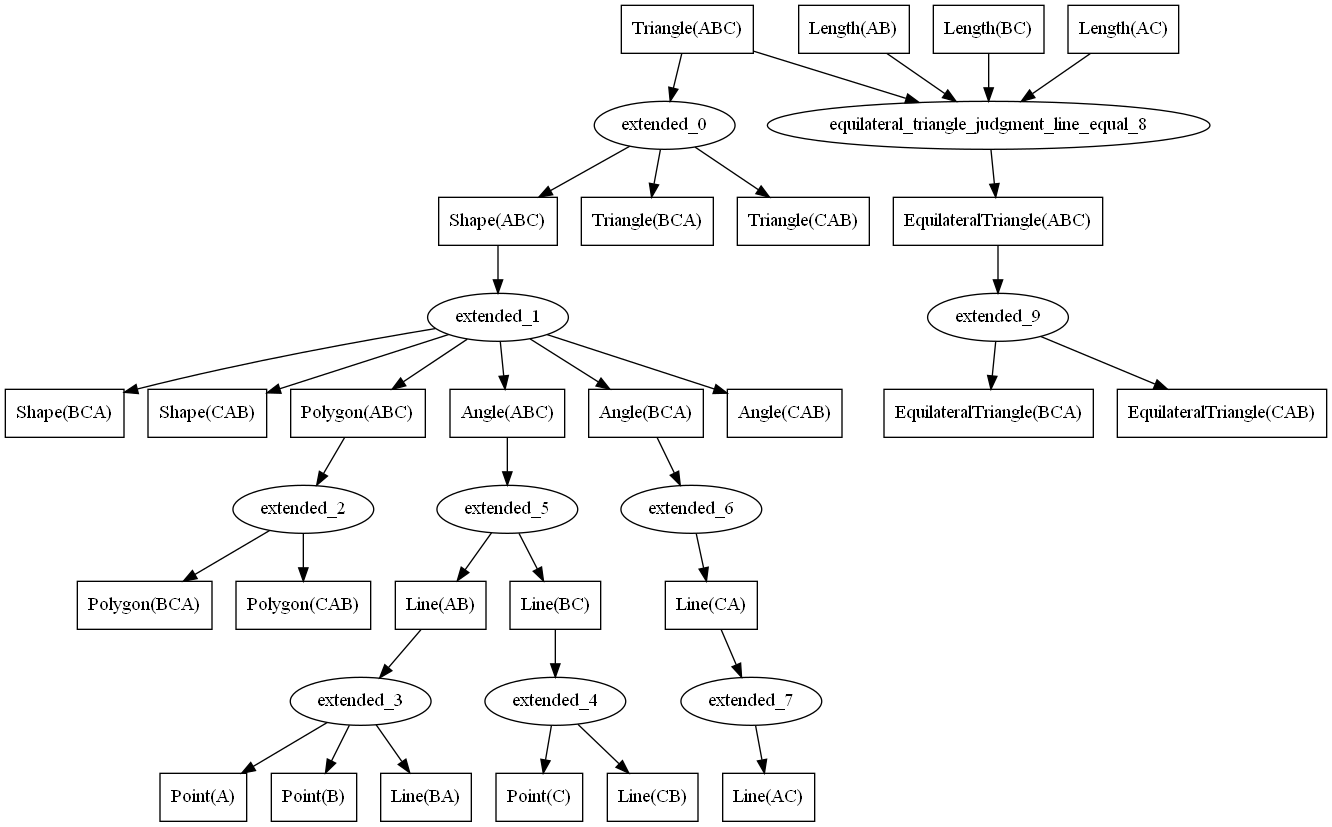 Triangle(ABC)
Length(AB)
Length(BC)
Length(AC)
extended_0
equilateral_triangle_judgment_line_equal_8
Shape(ABC)
Triangle(BCA)
Triangle(CAB)
EquilateralTriangle(ABC)
extended_1
extended_9
Shape(BCA)
Shape(CAB)
Polygon(ABC)
Angle(ABC)
Angle(BCA)
Angle(CAB)
EquilateralTriangle(BCA)
EquilateralTriangle(CAB)
extended_2
extended_5
extended_6
Polygon(BCA)
Polygon(CAB)
Line(AB)
Line(BC)
Line(CA)
extended_3
extended_4
extended_7
Point(A)
Point(B)
Line(BA)
Point(C)
Line(CB)
Line(AC)